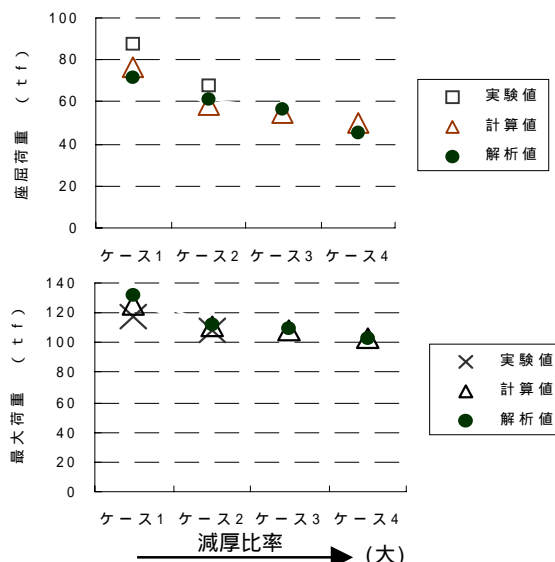 座屈荷重 (tf)
100
80
60
40
20
0
ケース1 ケース2 ケース3 ケース4
実験値
計算値
解析値
最大荷重 (tf)
140
120
100
80
60
40
20
0
ケース1 ケース2 ケース3 ケース4
実験値
計算値
解析値
減厚比率
(大)